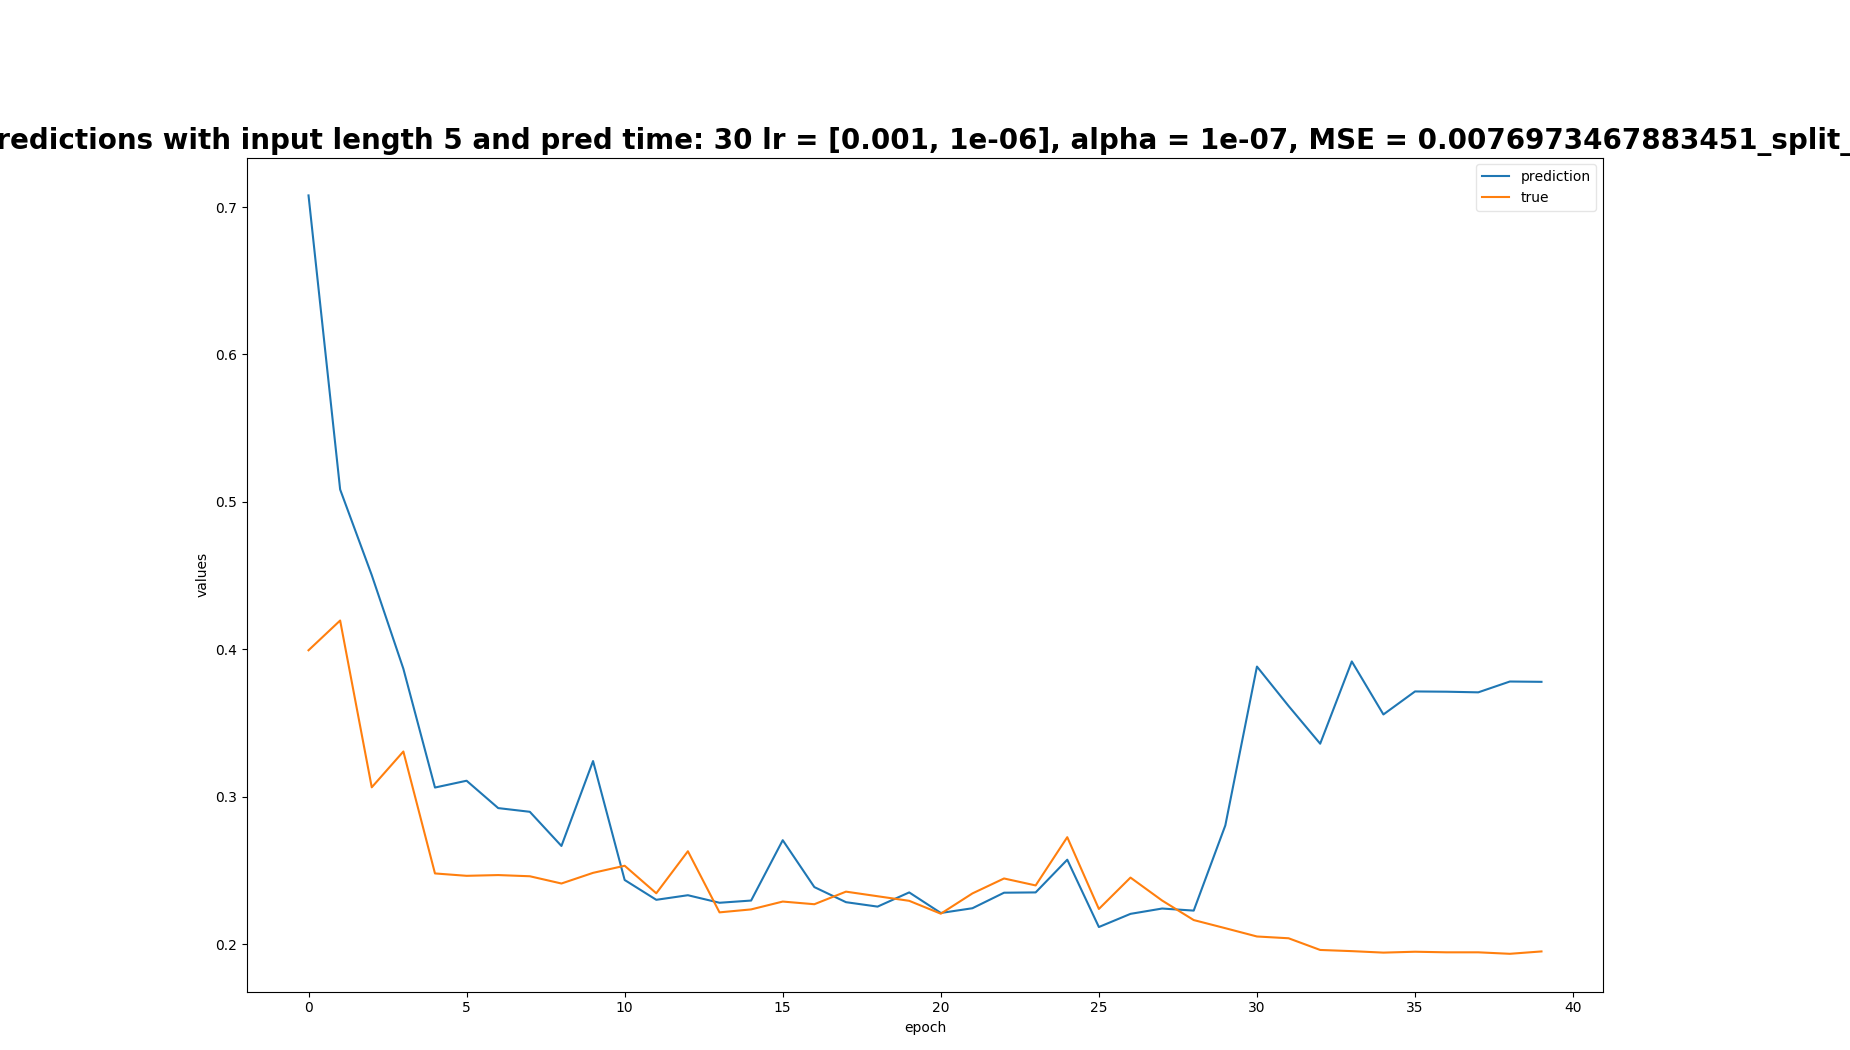 redictions with input length 5 and pred time: 30 lr = [0.001, 1e-06], alpha = 1e-07, MSE = 0.0076973467883451_split_
prediction
true
0.7
0.6
0.5
0.4
0.3
0.2
values
0 5 10 15 20 25 30 35 40
epoch